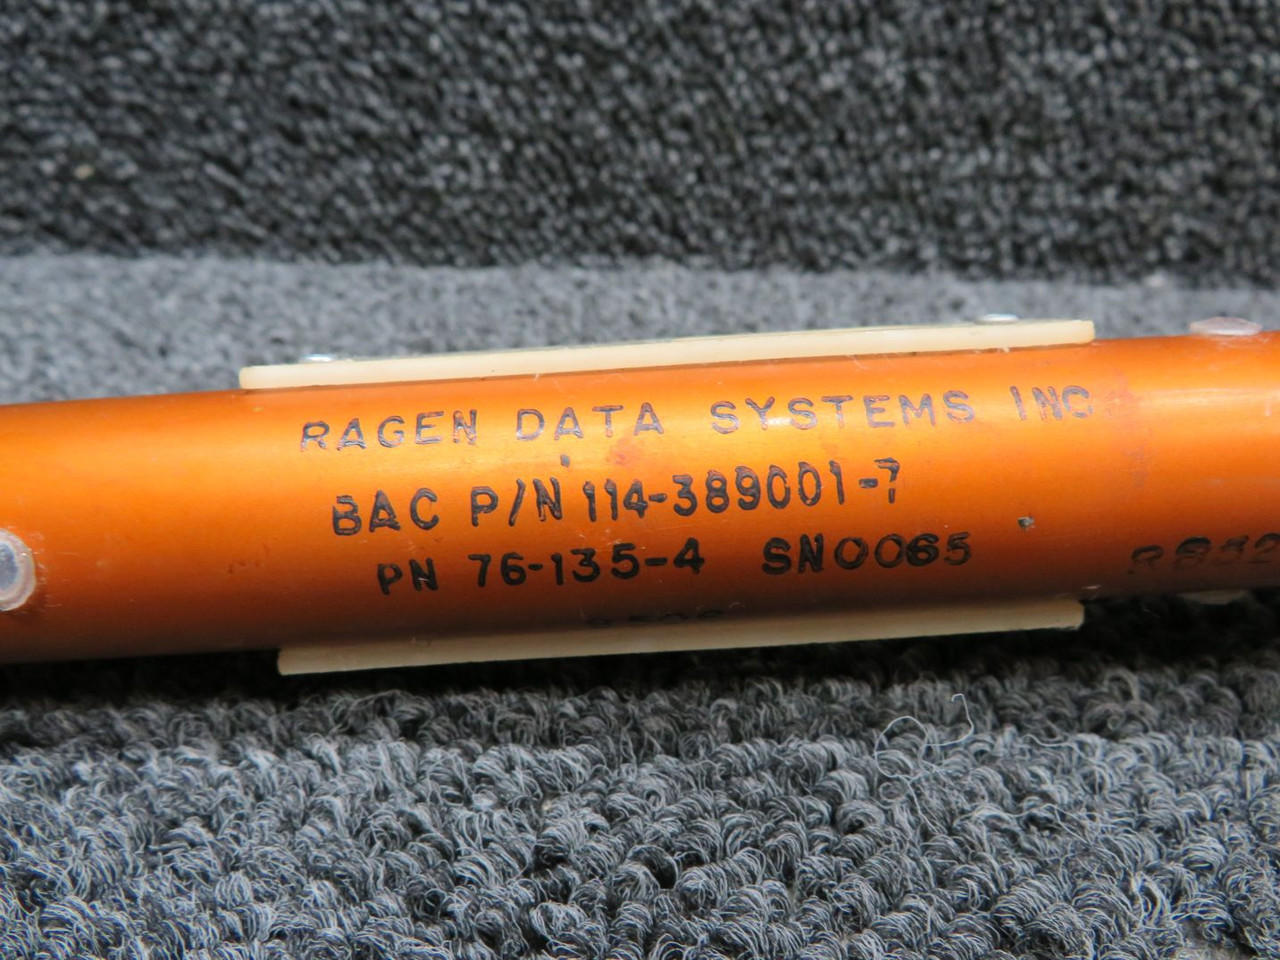 RAGEN DATA SYSTEMS INC
BAC P/N 114-389001-7
PN 76-135-4 SN0065